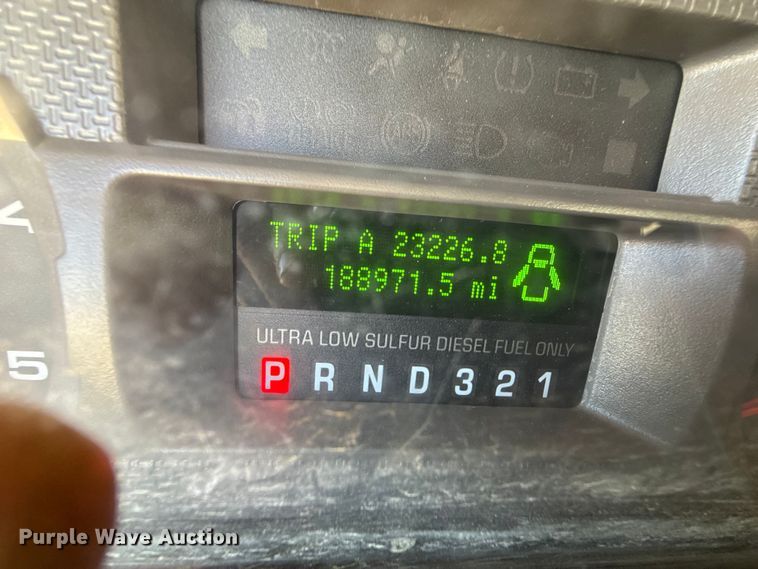 TRIP A 23226.8
188971.5 mi
ULTRA LOW SULFUR DIESEL FUEL ONLY
P R N D 3 2 1
5
Purple Wave Auction